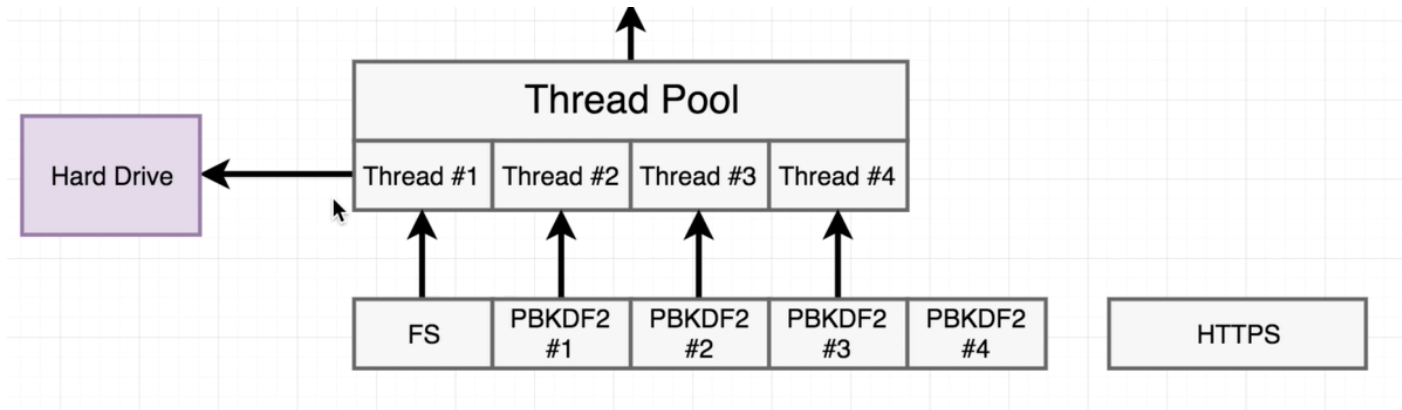 Thread Pool
Hard Drive
Thread #1
Thread #2
Thread #3
Thread #4
FS
PBKDF2
#1
PBKDF2
#2
PBKDF2
#3
PBKDF2
#4
HTTPS